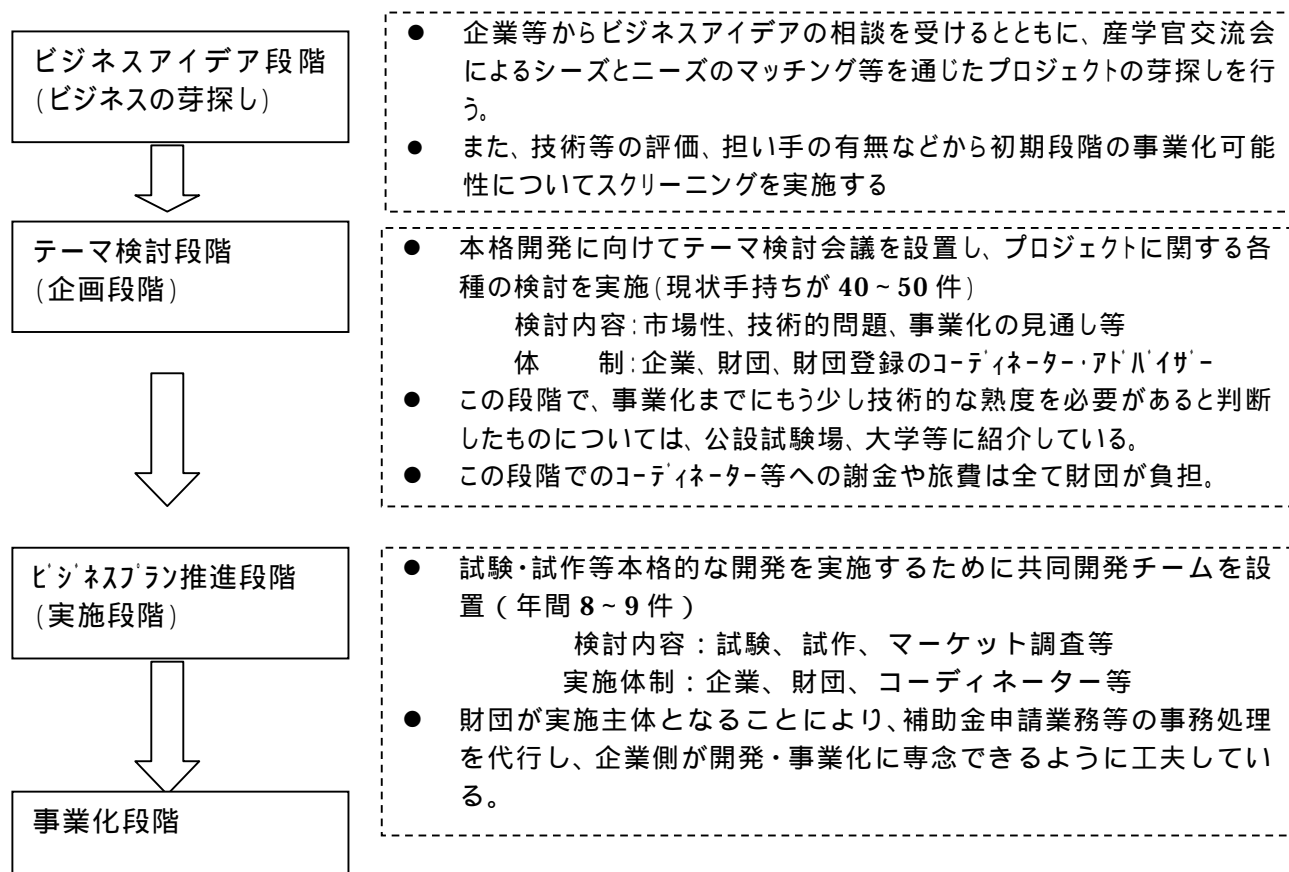 ビジネスアイデア段階
(ビジネスの芽探し)
● 企業等からビジネスアイデアの相談を受けるとともに、産学官交流会
によるシーズとニーズのマッチング等を通じたプロジェクトの芽探しを行
う。
● また、技術等の評価、担い手の有無などから初期段階の事業化可能
性についてスクリーニングを実施する
テーマ検討段階
(企画段階)
● 本格開発に向けてテーマ検討会議を設置し、プロジェクトに関する各
種の検討を実施(現状手持ちが 40~50 件)
検討内容:市場性、技術的問題、事業化の見通し等
体 制:企業、財団、財団登録のコーディネーター・アドバイザー
● この段階で、事業化までにもう少し技術的な熟度を必要があると判断
したものについては、公設試験場、大学等に紹介している。
● この段階でのコーディネーター等への謝金や旅費は全て財団が負担。
ビジネスプラン推進段階
(実施段階)
● 試験・試作等本格的な開発を実施するために共同開発チームを設
置(年間 8~9 件)
検討内容:試験、試作、マーケット調査等
実施体制:企業、財団、コーディネーター等
● 財団が実施主体となることにより、補助金申請業務等の事務処理
を代行し、企業側が開発・事業化に専念できるように工夫してい
る。
事業化段階